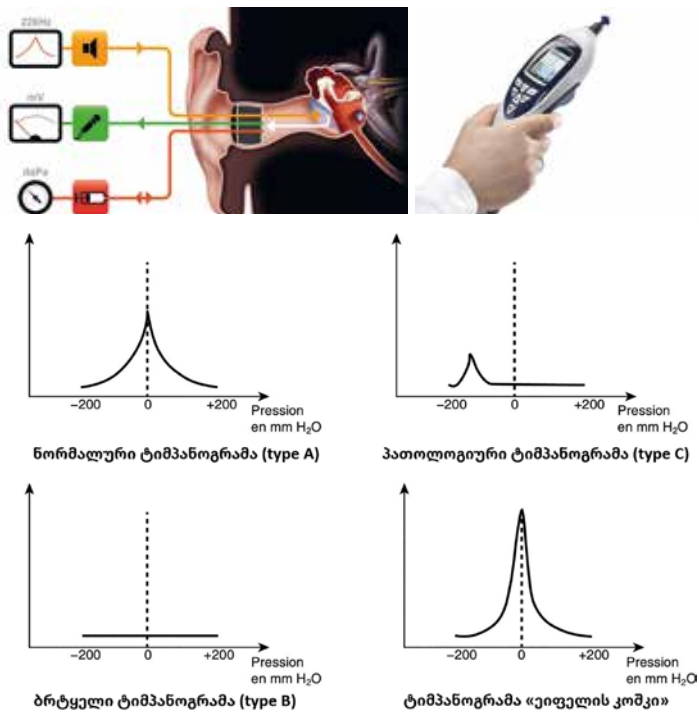 226Hz
mV
daPa
-200 0 +200 Pression
en mm H₂O
ნორმალური ტიმპანოგრამა (type A)
-200 0 +200 Pression
en mm H₂O
პათოლოგიური ტიმპანოგრამა (type C)
-200 0 +200 Pression
en mm H₂O
ბრტყელი ტიმპანოგრამა (type B)
-200 0 +200 Pression
en mm H₂O
ტიმპანოგრამა «ეიფელის კოშკი»